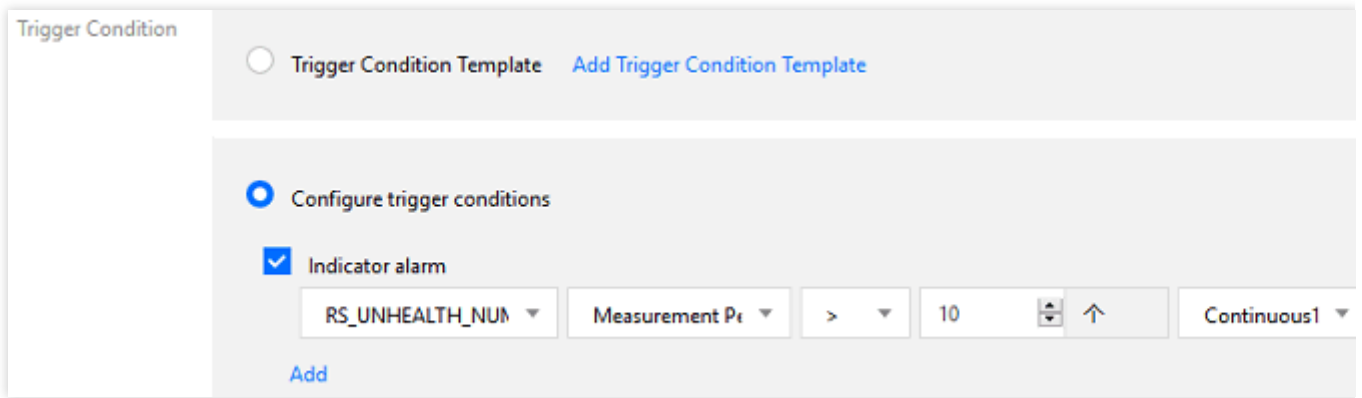 Trigger Condition
Trigger Condition Template Add Trigger Condition Template
Configure trigger conditions
Indicator alarm
RS_UNHEALTH_NUM Measurement Pe > 10 个 Continuous1
Add